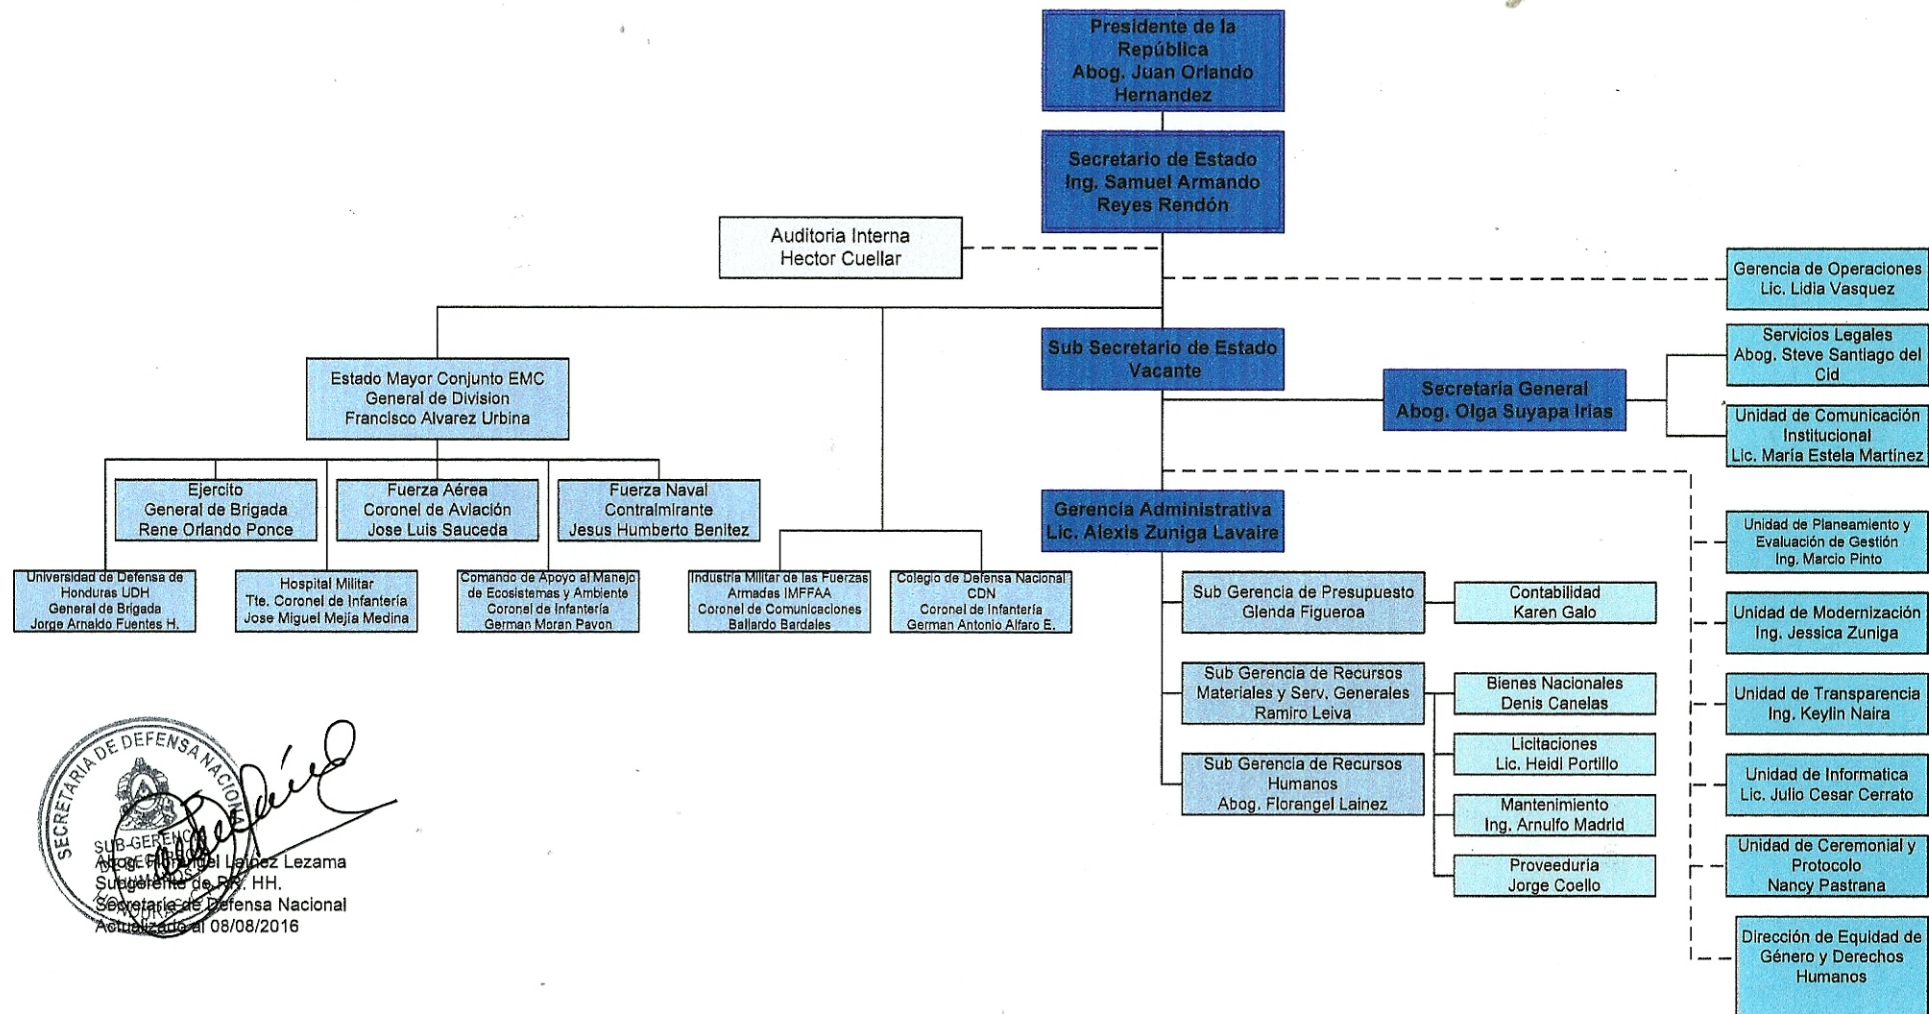 Presidente de la
República
Abog. Juan Orlando
Hernandez
Secretario de Estado
Ing. Samuel Armando
Reyes Rendón
Auditoria Interna
Hector Cuellar
Gerencia de Operaciones
Lic. Lidia Vasquez
Sub Secretario de Estado
Vacante
Servicios Legales
Abog. Steve Santiago del
Cid
Secretaria General
Abog. Olga Suyapa Irias
Unidad de Comunicación
Institucional
Lic. María Estela Martínez
Estado Mayor Conjunto EMC
General de Division
Francisco Alvarez Urbina
Ejercito
General de Brigada
Rene Orlando Ponce
Fuerza Aérea
Coronel de Aviación
Jose Luis Sauceda
Fuerza Naval
Contralmirante
Jesus Humberto Benitez
Gerencia Administrativa
Lic. Alexis Zuniga Lavaire
Universidad de Defensa de
Honduras UDH
General de Brigada
Jorge Arnaldo Fuentes H.
Hospital Militar
Tte. Coronel de Infantería
Jose Miguel Mejía Medina
Comando de Apoyo al Manejo
de Ecosistemas y Ambiente
Coronel de Infantería
German Moran Pavon
Industria Militar de las Fuerzas
Armadas IMFFAA
Coronel de Comunicaciones
Ballardo Bardales
Colegio de Defensa Nacional
CDN
Coronel de Infantería
German Antonio Alfaro E.
Sub Gerencia de Presupuesto
Glenda Figueroa
Contabilidad
Karen Galo
Sub Gerencia de Recursos
Materiales y Serv. Generales
Ramiro Leiva
Bienes Nacionales
Denis Canelas
Licitaciones
Lic. Heidi Portillo
Sub Gerencia de Recursos
Humanos
Abog. Florangel Lainez
Mantenimiento
Ing. Arnulfo Madrid
Proveeduría
Jorge Coello
Unidad de Planeamiento y
Evaluación de Gestión
Ing. Marcio Pinto
Unidad de Modernización
Ing. Jessica Zuniga
Unidad de Transparencia
Ing. Keylin Naira
Unidad de Informatica
Lic. Julio Cesar Cerrato
Unidad de Ceremonial y
Protocolo
Nancy Pastrana
Dirección de Equidad de
Género y Derechos
Humanos
SECRETARIA DE DEFENSA NACIONAL
SUB-GERENCIA
Abog. Florangel Lainez Lezama
Subgerente de RR. HH.
Secretaria de Defensa Nacional
Actualizado al 08/08/2016